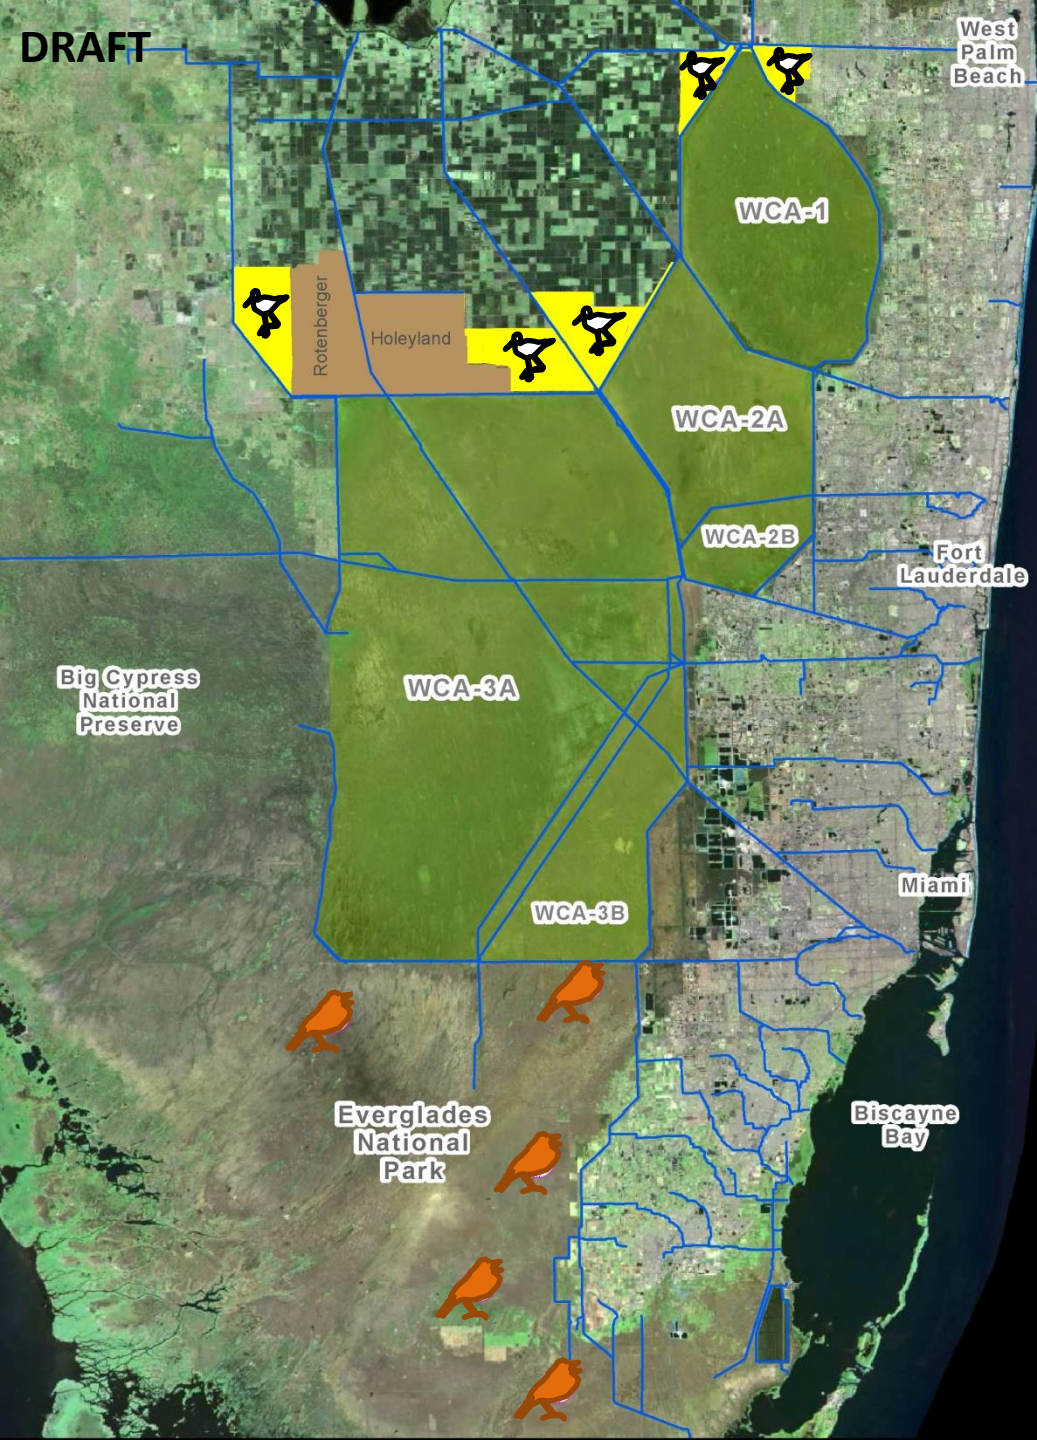 DRAFT
West
Palm
Beach
WCA-1
Rotenberger
Holeyland
WCA-2A
WCA-2B
Fort
Lauderdale
Big Cypress
National
Preserve
WCA-3A
Miami
WCA-3B
Everglades
National
Park
Biscayne
Bay